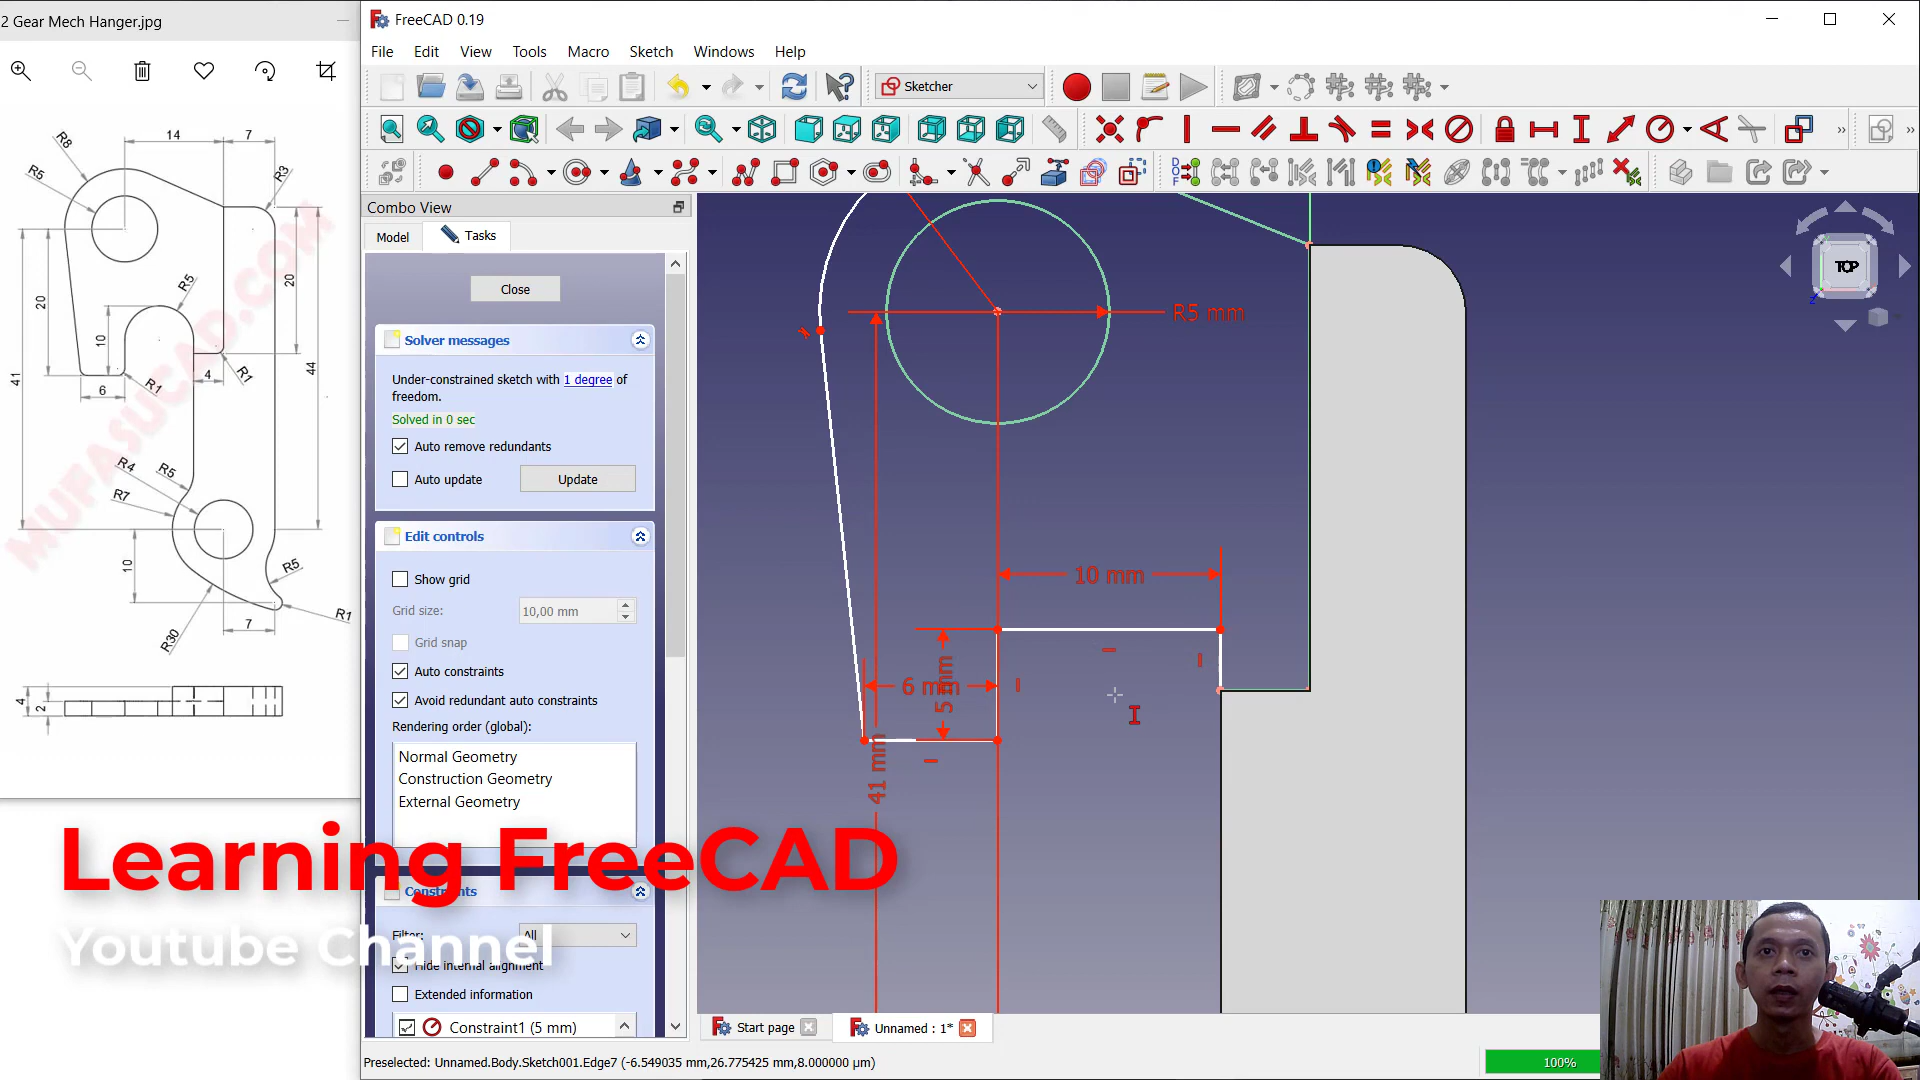 2 Gear Mech Hanger.jpg
R8
14
7
R5
R3
20
R5
20
10
41
44
6
R1
4
R1
R4
R5
R7
10
R5
R1
7
R30
4
2
MUFASUCAD.COM
FreeCAD 0.19
File Edit View Tools Macro Sketch Windows Help
Sketcher
Combo View
Model
Tasks
Close
Solver messages
Under-constrained sketch with 1 degree of
freedom.
Solved in 0 sec
Auto remove redundants
Auto update
Update
Edit controls
Show grid
Grid size:
10,00 mm
Grid snap
Auto constraints
Avoid redundant auto constraints
Rendering order (global):
Normal Geometry
Construction Geometry
External Geometry
Constraints
Filter:
All
Hide internal alignment
Extended information
Constraint1 (5 mm)
R5 mm
10 mm
6 mm
5 mm
41 mm
TOP
Z
Learning FreeCAD
Youtube Channel
Start page
Unnamed : 1*
Preselected: Unnamed.Body.Sketch001.Edge7 (-6.549035 mm,26.775425 mm,8.000000 µm)
100%